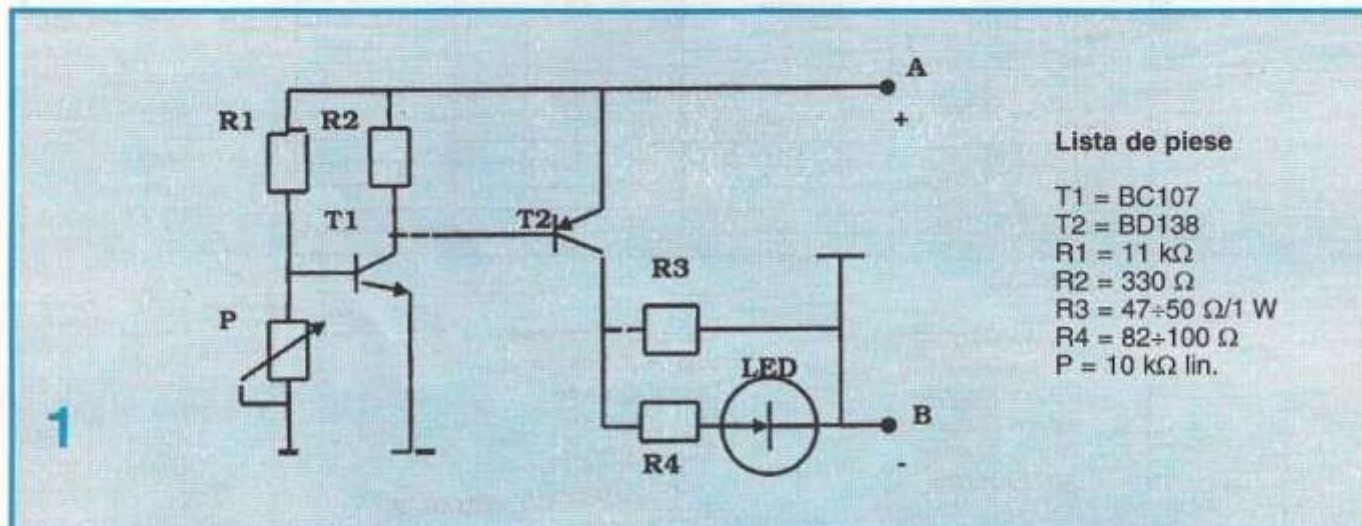 A
+
R1
R2
T1
T2
R3
P
LED
B
R4
-
1
Lista de piese
T1 = BC107
T2 = BD138
R1 = 11 kΩ
R2 = 330 Ω
R3 = 47÷50 Ω/1 W
R4 = 82÷100 Ω
P = 10 kΩ lin.